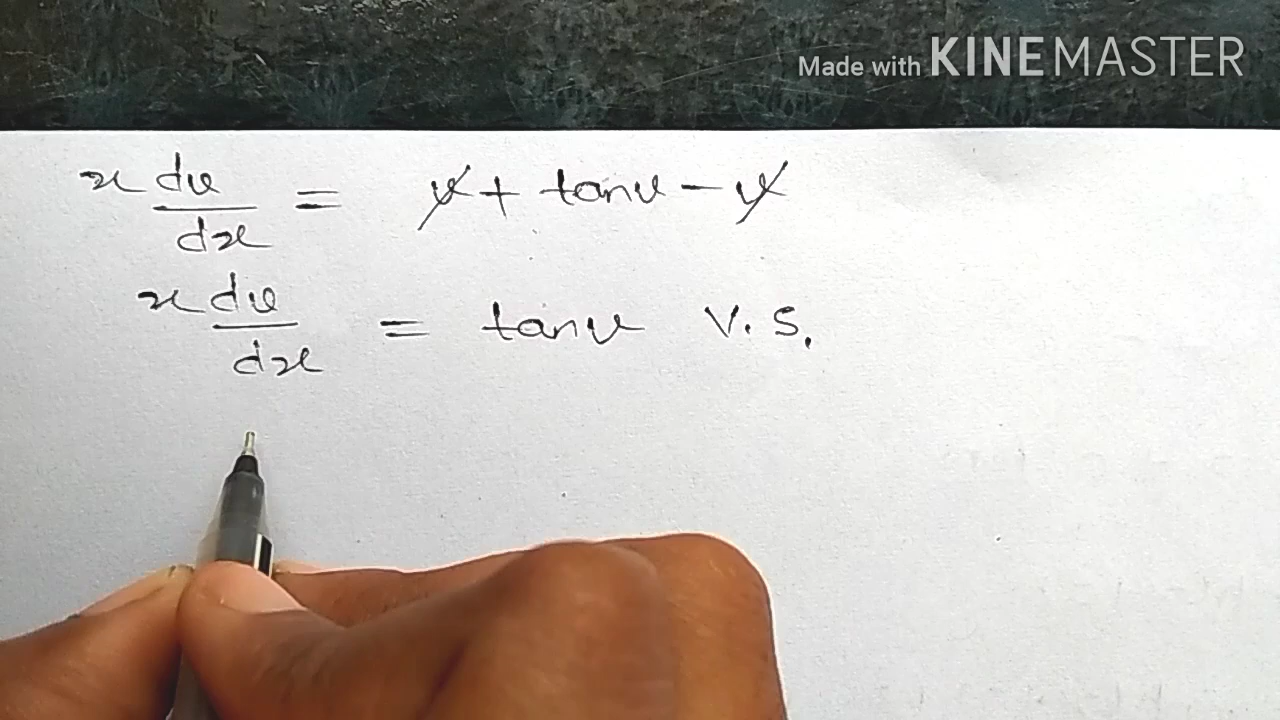 Made with KINEMASTER
x dv/dx = v + tanv - v
x dv/dx = tanv V.S.